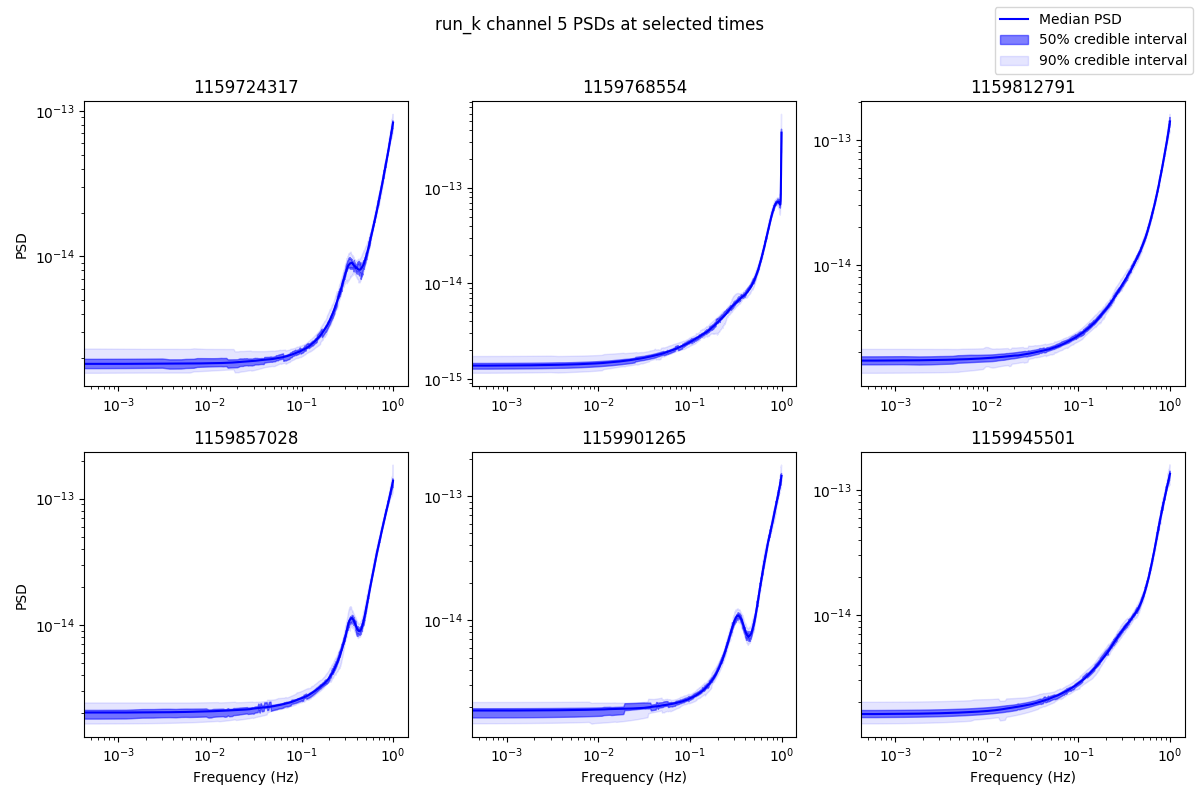 run_k channel 5 PSDs at selected times
Median PSD
50% credible interval
90% credible interval
1159724317
1159768554
1159812791
PSD
10⁻¹³
10⁻¹⁴
10⁻³ 10⁻² 10⁻¹ 10⁰
10⁻¹³
10⁻¹⁴
10⁻¹⁵
10⁻³ 10⁻² 10⁻¹ 10⁰
10⁻¹³
10⁻¹⁴
10⁻³ 10⁻² 10⁻¹ 10⁰
1159857028
1159901265
1159945501
PSD
10⁻¹³
10⁻¹⁴
10⁻³ 10⁻² 10⁻¹ 10⁰
Frequency (Hz)
10⁻¹³
10⁻¹⁴
10⁻³ 10⁻² 10⁻¹ 10⁰
Frequency (Hz)
10⁻¹³
10⁻¹⁴
10⁻³ 10⁻² 10⁻¹ 10⁰
Frequency (Hz)